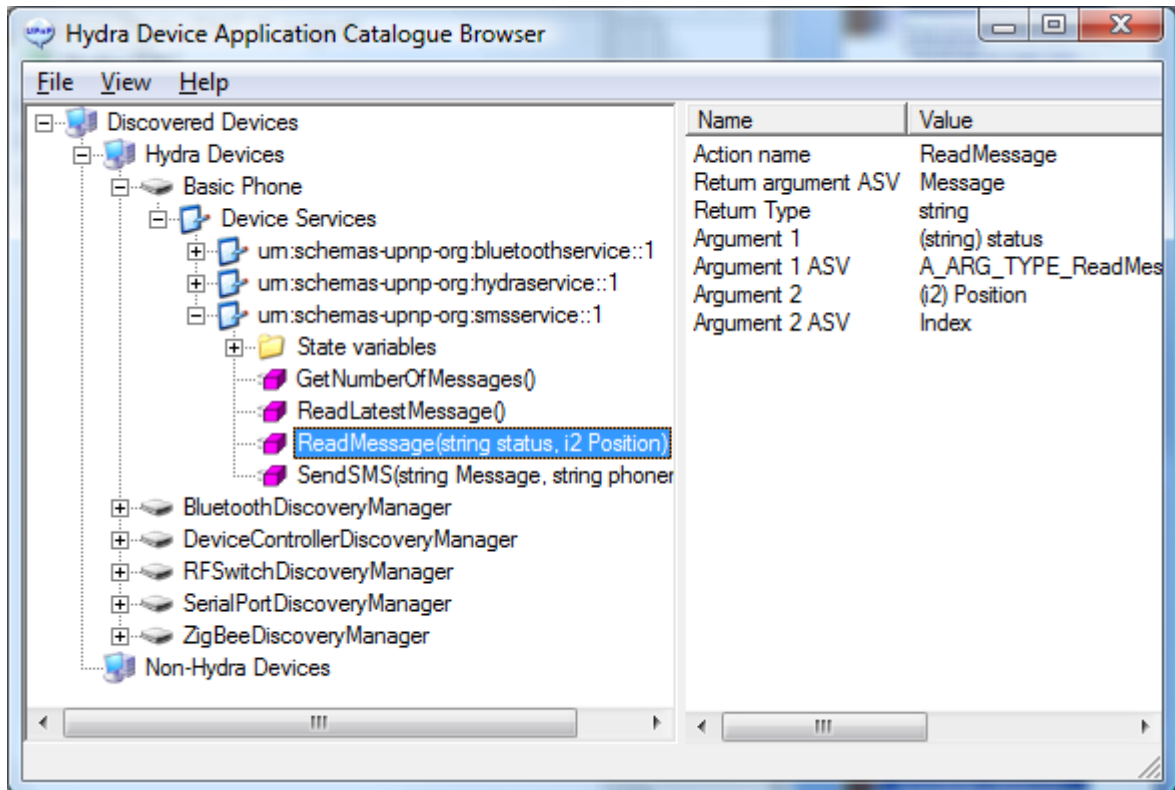 Hydra Device Application Catalogue Browser
File View Help
Discovered Devices
Hydra Devices
Basic Phone
Device Services
urn:schemas-upnp-org:bluetoothservice::1
urn:schemas-upnp-org:hydraservice::1
urn:schemas-upnp-org:smsservice::1
State variables
GetNumberOfMessages()
ReadLatestMessage()
ReadMessage(string status, i2 Position)
SendSMS(string Message, string phoner
BluetoothDiscoveryManager
DeviceControllerDiscoveryManager
RFSwitchDiscoveryManager
SerialPortDiscoveryManager
ZigBeeDiscoveryManager
Non-Hydra Devices
Name Value
Action name ReadMessage
Return argument ASV Message
Return Type string
Argument 1 (string) status
Argument 1 ASV A_ARG_TYPE_ReadMes
Argument 2 (i2) Position
Argument 2 ASV Index